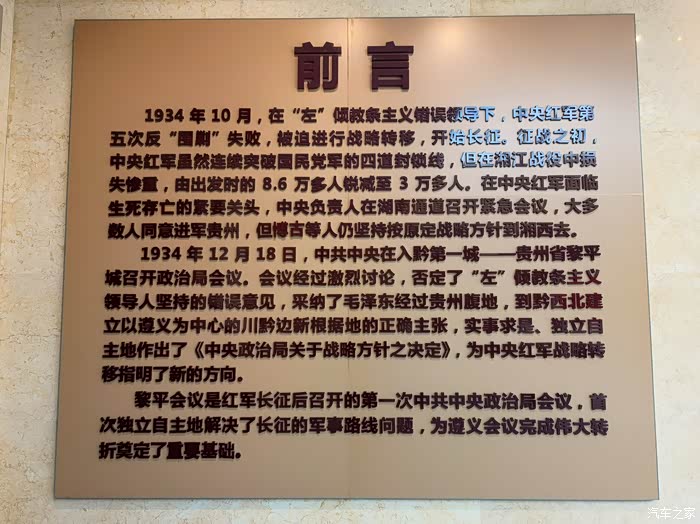 前言
1934 年 10 月，在“左”倾教条主义错误领导下，中央红军第
五次反“围剿”失败，被迫进行战略转移，开始长征。征战之初，
中央红军虽然连续突破国民党军的四道封锁线，但在湘江战役中损
失惨重，由出发时的 8.6 万多人锐减至 3 万多人。在中央红军面临
生死存亡的紧要关头，中央负责人在湖南通道召开紧急会议，大多
数人同意进军贵州，但博古等人仍坚持按原定战略方针到湘西去。
1934 年 12 月 18 日，中共中央在入黔第一城——贵州省黎平
城召开政治局会议。会议经过激烈讨论，否定了“左”倾教条主义
领导人坚持的错误意见，采纳了毛泽东经过贵州腹地，到黔西北建
立以遵义为中心的川黔边新根据地的正确主张，实事求是、独立自
主地作出了《中央政治局关于战略方针之决定》，为中央红军战略转
移指明了新的方向。
黎平会议是红军长征后召开的第一次中共中央政治局会议，首
次独立自主地解决了长征的军事路线问题，为遵义会议完成伟大转
折奠定了重要基础。
汽车之家